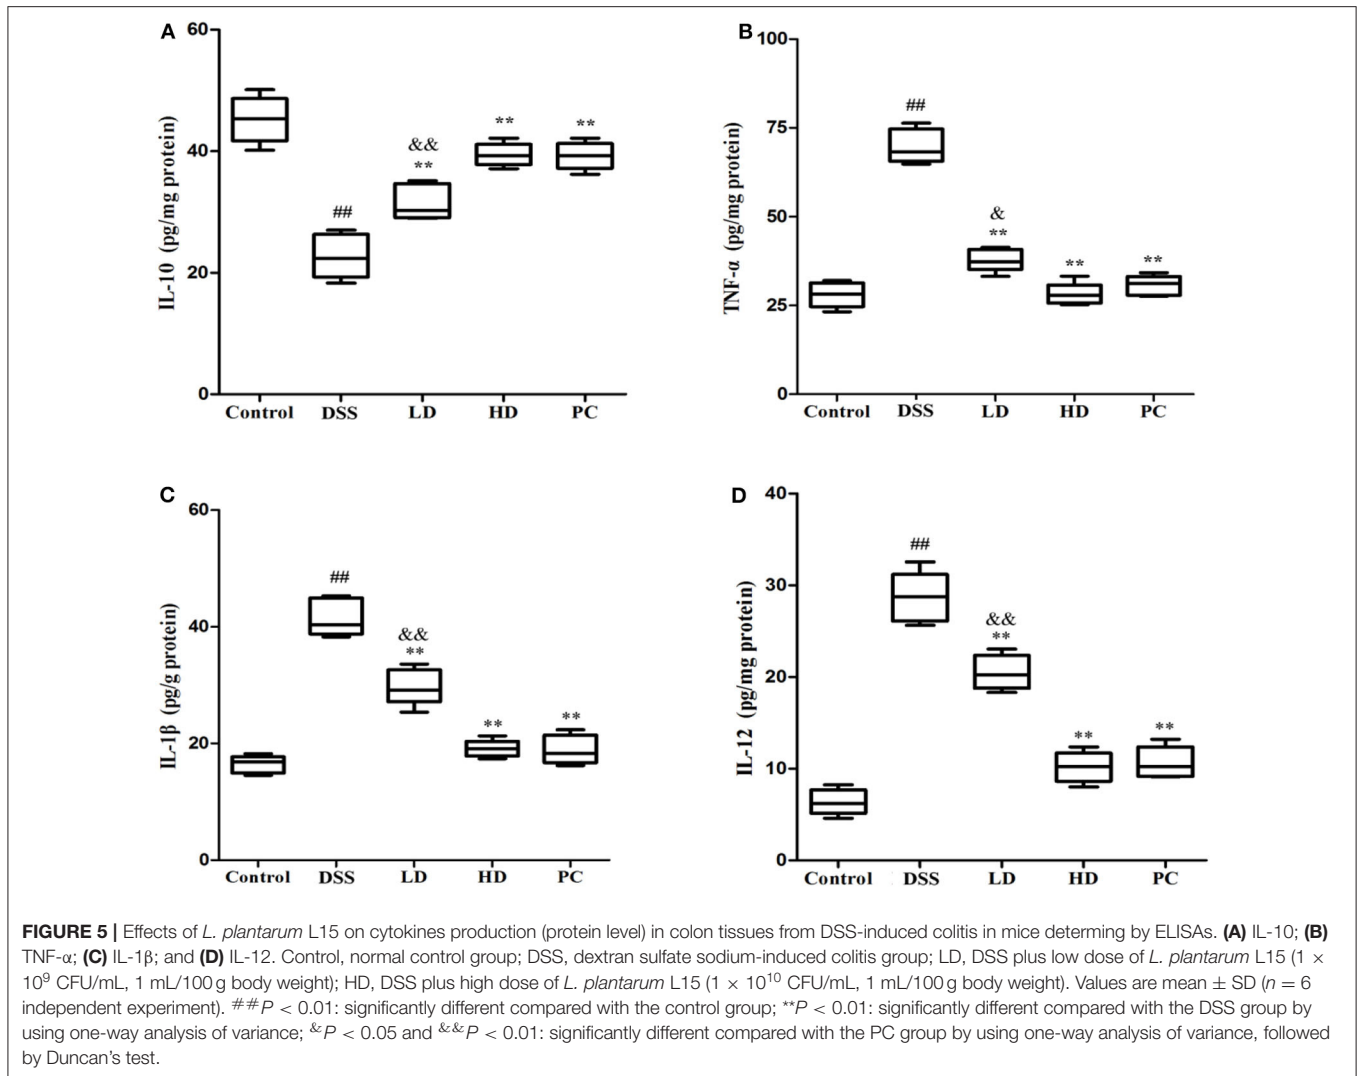 A
60
40
20
0
IL-10 (pg/mg protein)
##
&&
**
**
**
Control DSS LD HD PC
B
100
75
50
25
0
TNF-α (pg/mg protein)
##
&
**
**
**
Control DSS LD HD PC
C
60
40
20
0
IL-1β (pg/g protein)
##
&&
**
**
**
Control DSS LD HD PC
D
40
30
20
10
0
IL-12 (pg/mg protein)
##
&&
**
**
**
Control DSS LD HD PC
FIGURE 5 | Effects of L. plantarum L15 on cytokines production (protein level) in colon tissues from DSS-induced colitis in mice determing by ELISAs. (A) IL-10; (B)
TNF-α; (C) IL-1β; and (D) IL-12. Control, normal control group; DSS, dextran sulfate sodium-induced colitis group; LD, DSS plus low dose of L. plantarum L15 (1 ×
10⁹ CFU/mL, 1 mL/100 g body weight); HD, DSS plus high dose of L. plantarum L15 (1 × 10¹⁰ CFU/mL, 1 mL/100 g body weight). Values are mean ± SD (n = 6
independent experiment). ##P < 0.01: significantly different compared with the control group; **P < 0.01: significantly different compared with the DSS group by
using one-way analysis of variance; &P < 0.05 and &&P < 0.01: significantly different compared with the PC group by using one-way analysis of variance, followed
by Duncan's test.